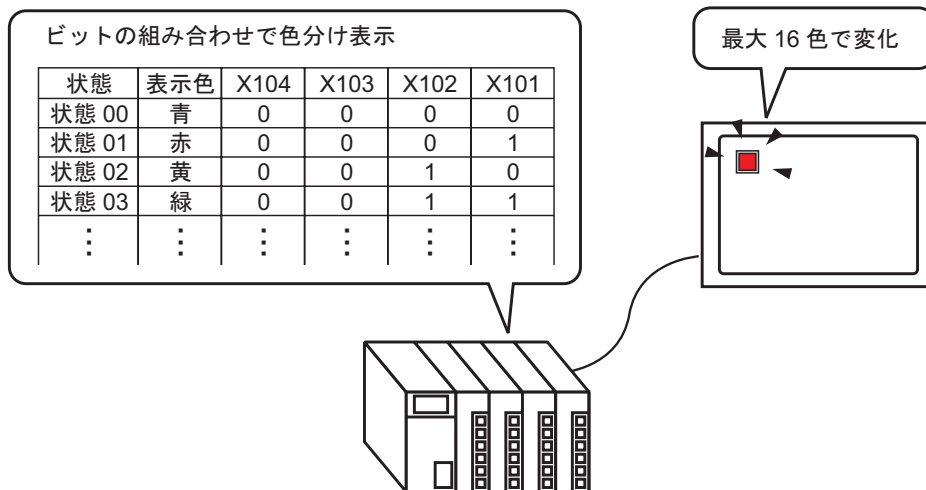 ビットの組み合わせで色分け表示
最大 16 色で変化
状態 表示色 X104 X103 X102 X101
状態 00 青 0 0 0 0
状態 01 赤 0 0 0 1
状態 02 黄 0 0 1 0
状態 03 緑 0 0 1 1
⋮ ⋮ ⋮ ⋮ ⋮ ⋮